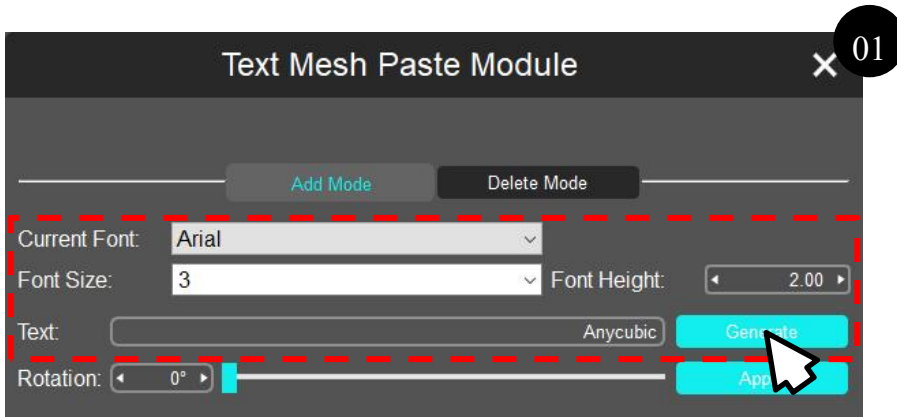 01
Text Mesh Paste Module
Add Mode Delete Mode
Current Font: Arial
Font Size: 3 Font Height: 2.00
Text: Anycubic Generate
Rotation: 0°